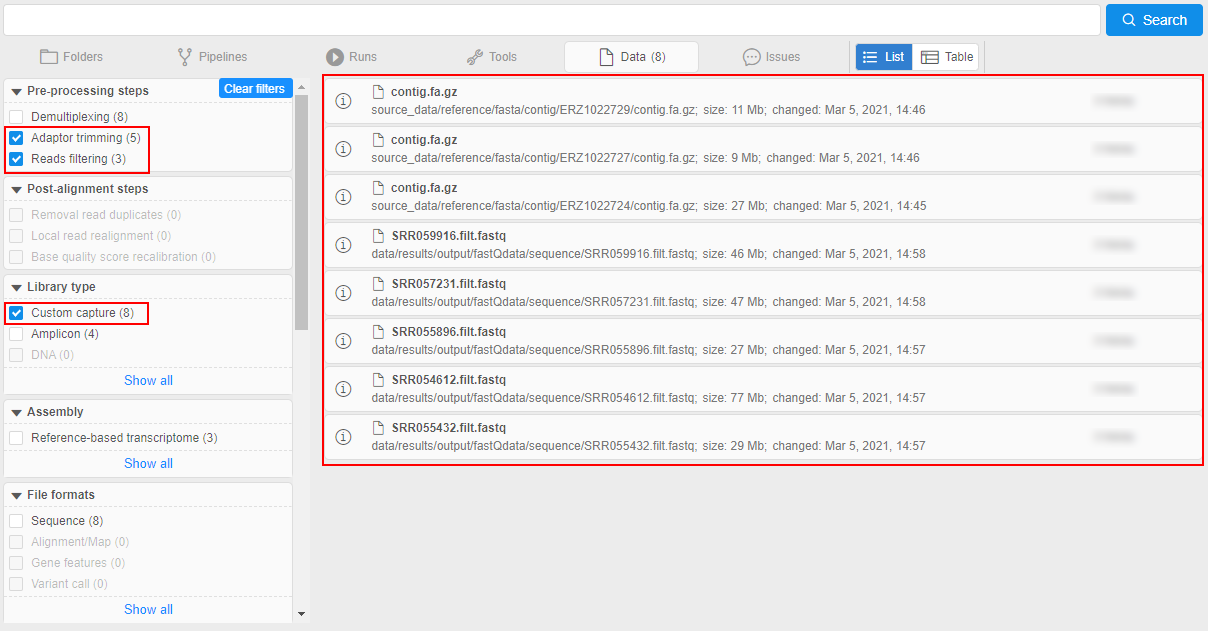 Search
Folders
Pipelines
Runs
Tools
Data (8)
Issues
List
Table
Pre-processing steps
Clear filters
Demultiplexing (8)
Adaptor trimming (5)
Reads filtering (3)
Post-alignment steps
Removal read duplicates (0)
Local read realignment (0)
Base quality score recalibration (0)
Library type
Custom capture (8)
Amplicon (4)
DNA (0)
Show all
Assembly
Reference-based transcriptome (3)
Show all
File formats
Sequence (8)
Alignment/Map (0)
Gene features (0)
Variant call (0)
Show all
contig.fa.gz
source_data/reference/fasta/contig/ERZ1022729/contig.fa.gz; size: 11 Mb; changed: Mar 5, 2021, 14:46
contig.fa.gz
source_data/reference/fasta/contig/ERZ1022727/contig.fa.gz; size: 9 Mb; changed: Mar 5, 2021, 14:46
contig.fa.gz
source_data/reference/fasta/contig/ERZ1022724/contig.fa.gz; size: 27 Mb; changed: Mar 5, 2021, 14:45
SRR059916.filt.fastq
data/results/output/fastQdata/sequence/SRR059916.filt.fastq; size: 46 Mb; changed: Mar 5, 2021, 14:58
SRR057231.filt.fastq
data/results/output/fastQdata/sequence/SRR057231.filt.fastq; size: 47 Mb; changed: Mar 5, 2021, 14:58
SRR055896.filt.fastq
data/results/output/fastQdata/sequence/SRR055896.filt.fastq; size: 27 Mb; changed: Mar 5, 2021, 14:57
SRR054612.filt.fastq
data/results/output/fastQdata/sequence/SRR054612.filt.fastq; size: 77 Mb; changed: Mar 5, 2021, 14:57
SRR055432.filt.fastq
data/results/output/fastQdata/sequence/SRR055432.filt.fastq; size: 29 Mb; changed: Mar 5, 2021, 14:57